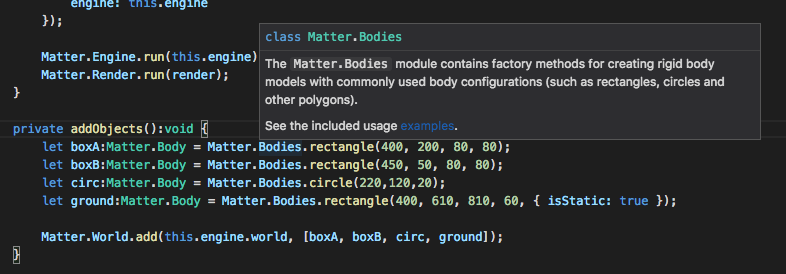 engine: this.engine
});
Matter.Engine.run(this.engine)
Matter.Render.run(render);
}
class Matter.Bodies
The Matter.Bodies module contains factory methods for creating rigid body
models with commonly used body configurations (such as rectangles, circles and
other polygons).
See the included usage examples.
private addObjects():void {
let boxA:Matter.Body = Matter.Bodies.rectangle(400, 200, 80, 80);
let boxB:Matter.Body = Matter.Bodies.rectangle(450, 50, 80, 80);
let circ:Matter.Body = Matter.Bodies.circle(220,120,20);
let ground:Matter.Body = Matter.Bodies.rectangle(400, 610, 810, 60, { isStatic: true });
Matter.World.add(this.engine.world, [boxA, boxB, circ, ground]);
}